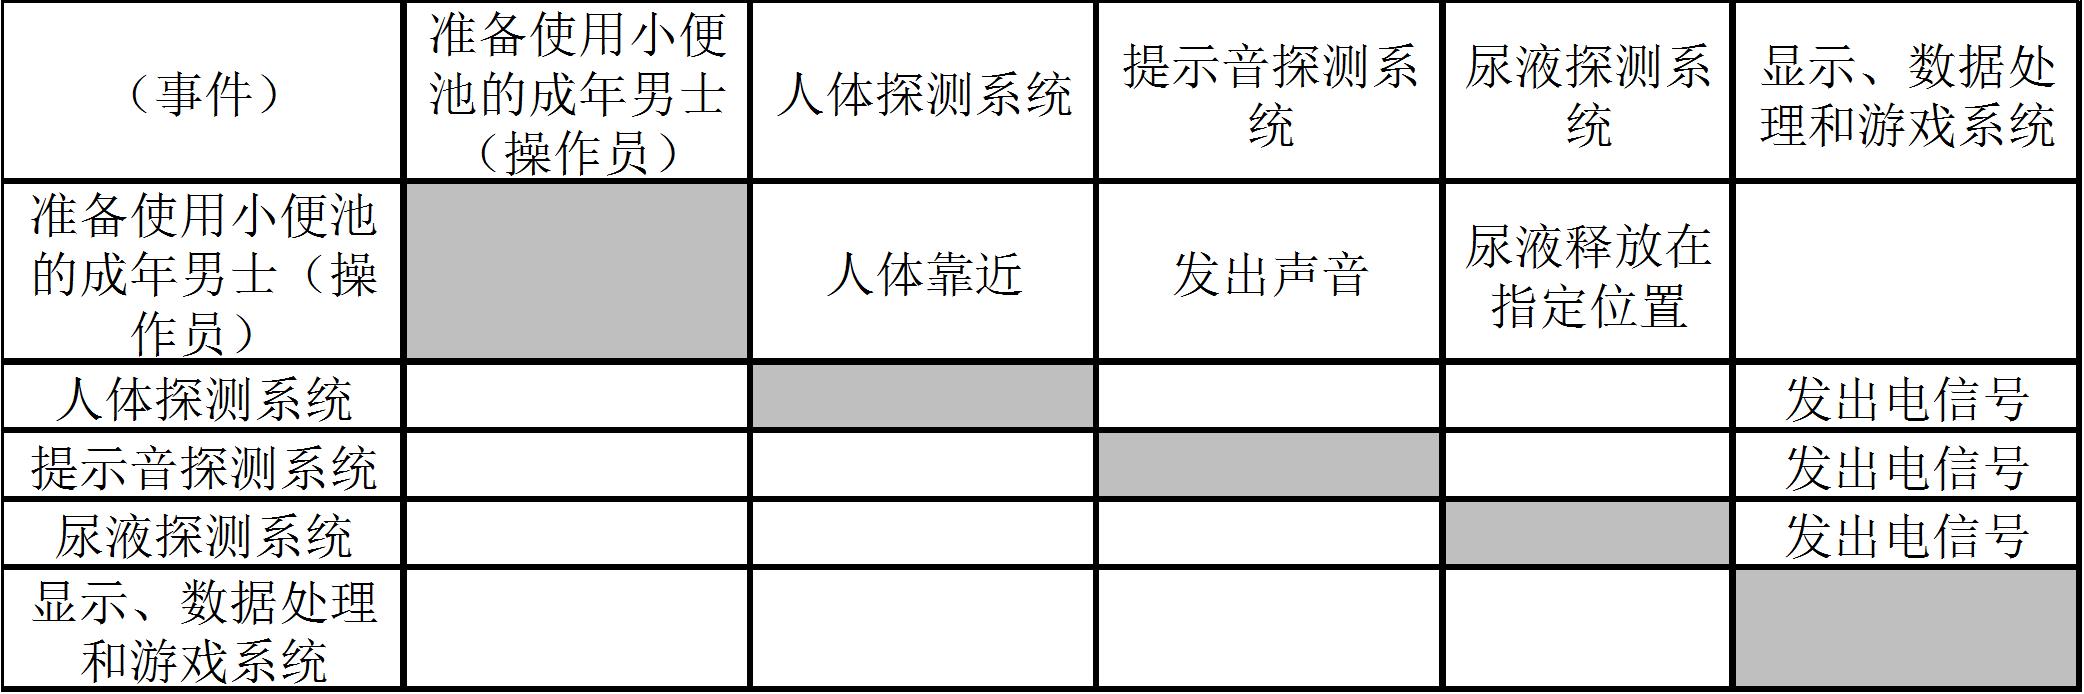 （事件）
准备使用小便
池的成年男士
（操作员）
人体探测系统
提示音探测系
统
尿液探测系
统
显示、数据处
理和游戏系统
准备使用小便池
的成年男士（操
作员）
人体靠近
发出声音
尿液释放在
指定位置
人体探测系统
发出电信号
提示音探测系统
发出电信号
尿液探测系统
发出电信号
显示、数据处理
和游戏系统